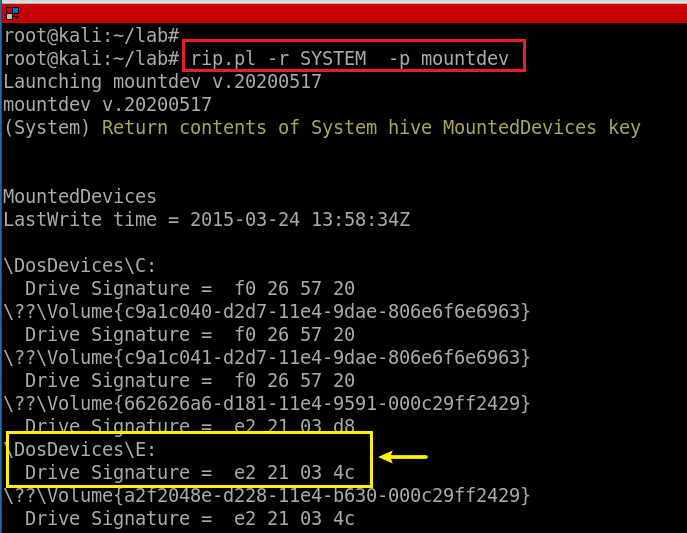 root@kali:~/lab#
root@kali:~/lab# rip.pl -r SYSTEM  -p mountdev
Launching mountdev v.20200517
mountdev v.20200517
(System) Return contents of System hive MountedDevices key
MountedDevices
LastWrite time = 2015-03-24 13:58:34Z
\DosDevices\C:
  Drive Signature =  f0 26 57 20
\??\Volume{c9a1c040-d2d7-11e4-9dae-806e6f6e6963}
  Drive Signature =  f0 26 57 20
\??\Volume{c9a1c041-d2d7-11e4-9dae-806e6f6e6963}
  Drive Signature =  f0 26 57 20
\??\Volume{662626a6-d181-11e4-9591-000c29ff2429}
  Drive Signature =  e2 21 03 d8
\DosDevices\E:
  Drive Signature =  e2 21 03 4c
\??\Volume{a2f2048e-d228-11e4-b630-000c29ff2429}
  Drive Signature =  e2 21 03 4c